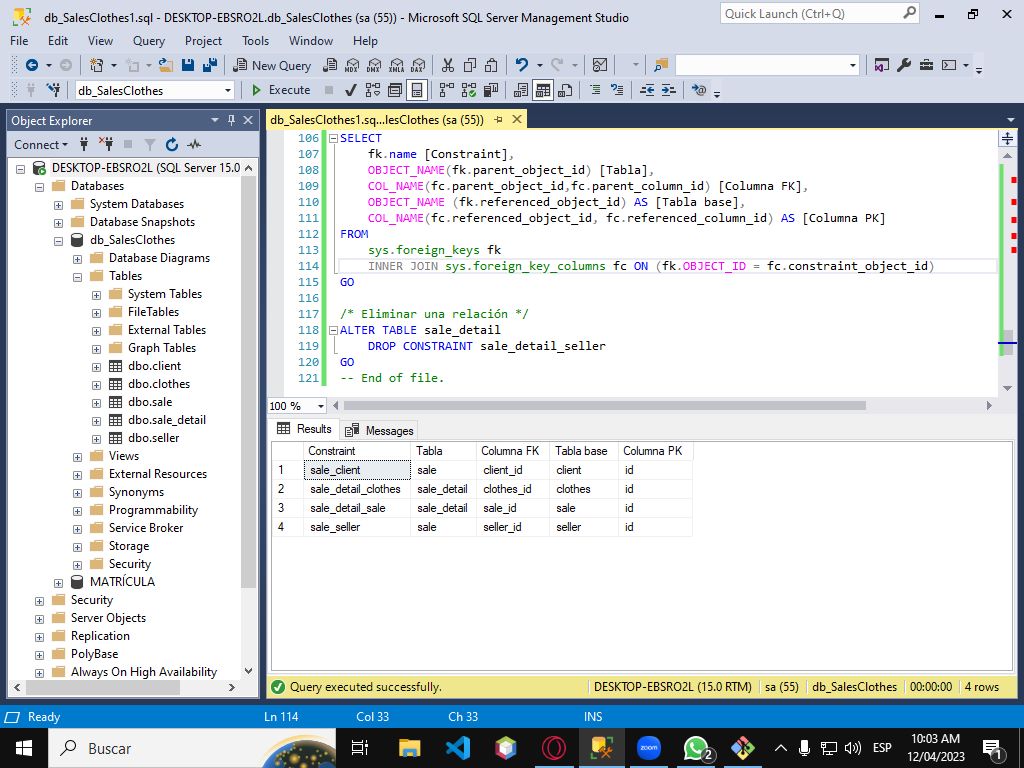 db_SalesClothes1.sql - DESKTOP-EBSRO2L.db_SalesClothes (sa (55)) - Microsoft SQL Server Management Studio
Quick Launch (Ctrl+Q)
File Edit View Query Project Tools Window Help
New Query MDX DMX XMLA DAX
db_SalesClothes Execute
Object Explorer
Connect
DESKTOP-EBSRO2L (SQL Server 15.0
Databases
System Databases
Database Snapshots
db_SalesClothes
Database Diagrams
Tables
System Tables
FileTables
External Tables
Graph Tables
dbo.client
dbo.clothes
dbo.sale
dbo.sale_detail
dbo.seller
Views
External Resources
Synonyms
Programmability
Service Broker
Storage
Security
MATRÍCULA
Security
Server Objects
Replication
PolyBase
Always On High Availability
db_SalesClothes1.sq...lesClothes (sa (55))
106 SELECT
107 fk.name [Constraint],
108 OBJECT_NAME(fc.parent_object_id) [Tabla],
109 COL_NAME(fc.parent_object_id,fc.parent_column_id) [Columna FK],
110 OBJECT_NAME (fk.referenced_object_id) AS [Tabla base],
111 COL_NAME(fc.referenced_object_id, fc.referenced_column_id) AS [Columna PK]
112 FROM
113 sys.foreign_keys fk
114 INNER JOIN sys.foreign_key_columns fc ON (fk.OBJECT_ID = fc.constraint_object_id)
115 GO
116
117 /* Eliminar una relación */
118 ALTER TABLE sale_detail
119 DROP CONSTRAINT sale_detail_seller
120 GO
121 -- End of file.
100 %
Results Messages
Constraint Tabla Columna FK Tabla base Columna PK
1 sale_client sale client_id client id
2 sale_detail_clothes sale_detail clothes_id clothes id
3 sale_detail_sale sale_detail sale_id sale id
4 sale_seller sale seller_id seller id
Query executed successfully. DESKTOP-EBSRO2L (15.0 RTM) sa (55) db_SalesClothes 00:00:00 4 rows
Ready Ln 114 Col 33 Ch 33 INS
Buscar
zoom
2
ESP
10:03 AM
12/04/2023
1